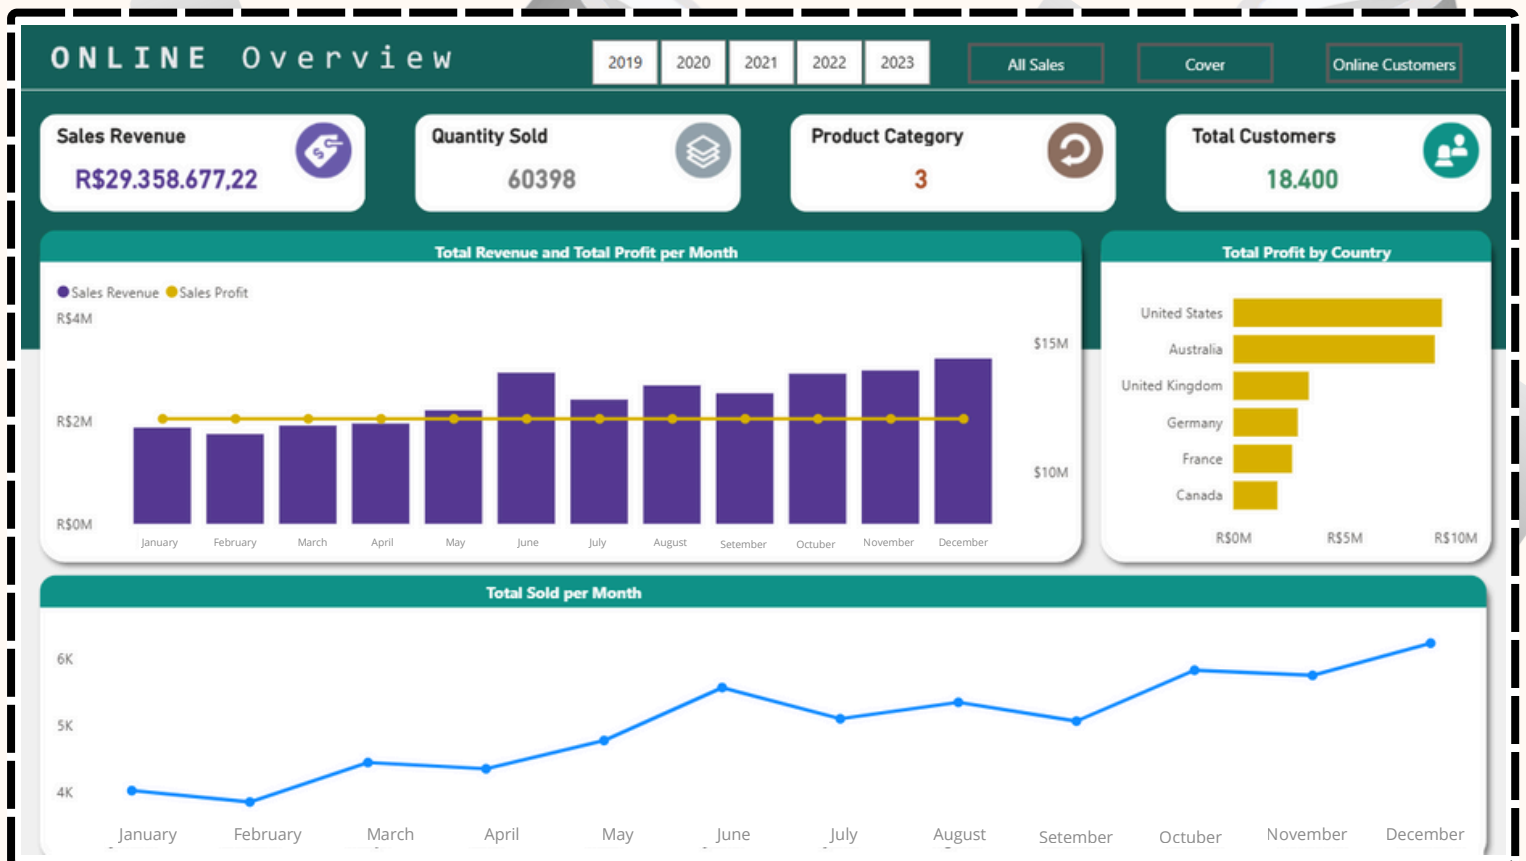 ONLINE Overview
2019 2020 2021 2022 2023
All Sales
Cover
Online Customers
Sales Revenue
R$29.358.677,22
Quantity Sold
60398
Product Category
3
Total Customers
18.400
Total Revenue and Total Profit per Month
Sales Revenue Sales Profit
R$4M
R$2M
R$0M
$15M
$10M
January February March April May June July August Setember Octuber November December
Total Profit by Country
United States
Australia
United Kingdom
Germany
France
Canada
R$0M R$5M R$10M
Total Sold per Month
6K
5K
4K
January February March April May June July August Setember Octuber November December